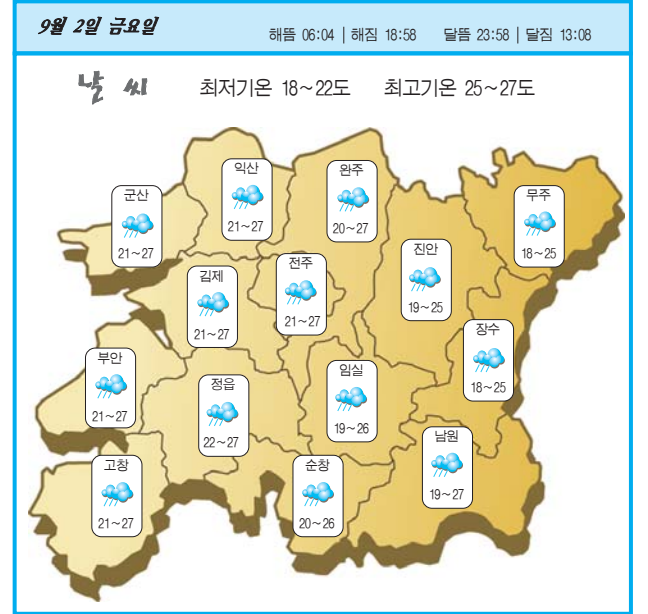 9월 2일 금요일
해뜸 06:04 | 해짐 18:58 달뜸 23:58 | 달짐 13:08
날 씨 최저기온 18~22도 최고기온 25~27도
익산
21~27
완주
20~27
군산
21~27
무주
18~25
진안
19~25
전주
21~27
김제
21~27
장수
18~25
부안
21~27
임실
19~26
정읍
22~27
남원
19~27
고창
21~27
순창
20~26